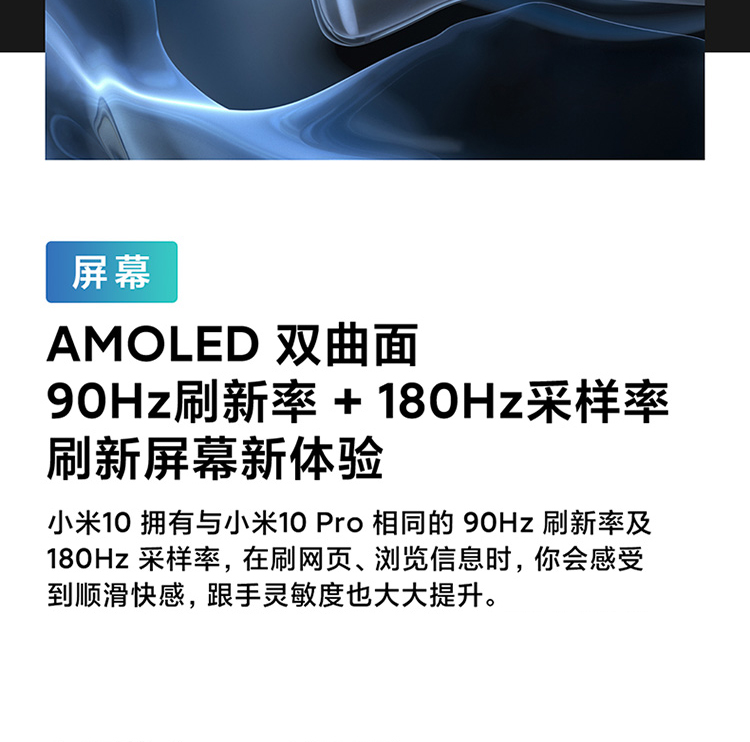 屏幕
AMOLED 双曲面
90Hz刷新率 + 180Hz采样率
刷新屏幕新体验
小米10 拥有与小米10 Pro 相同的 90Hz 刷新率及
180Hz 采样率，在刷网页、浏览信息时，你会感受
到顺滑快感，跟手灵敏度也大大提升。